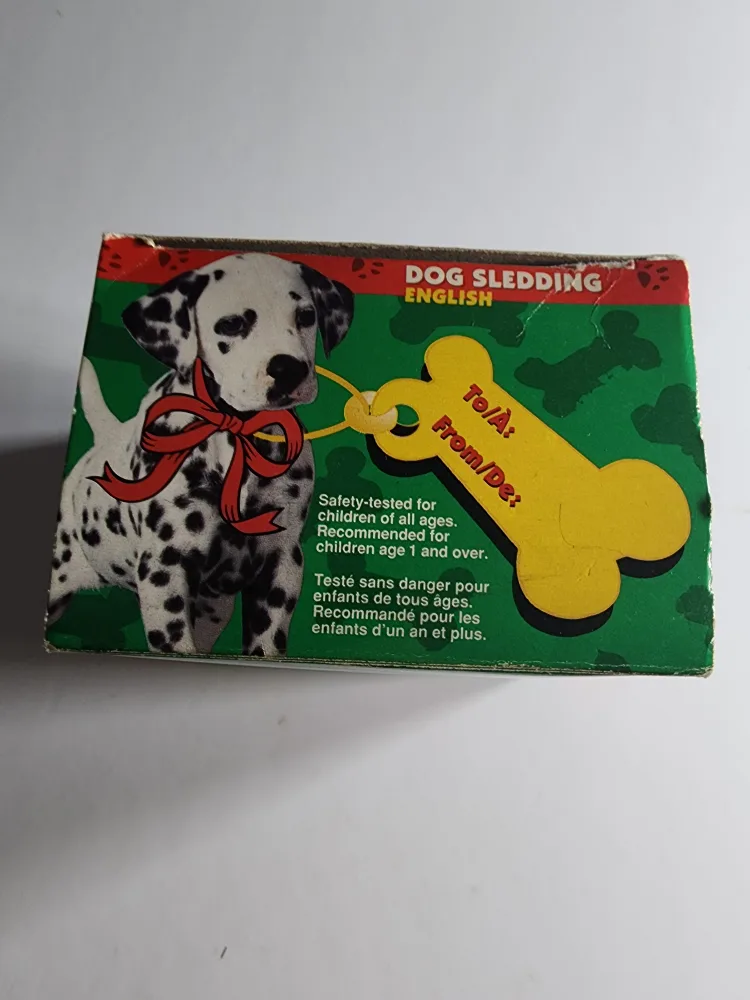 DOG SLEDDING
ENGLISH
To/À:
From/De:
Safety-tested for
children of all ages.
Recommended for
children age 1 and over.
Testé sans danger pour
enfants de tous âges.
Recommandé pour les
enfants d'un an et plus.